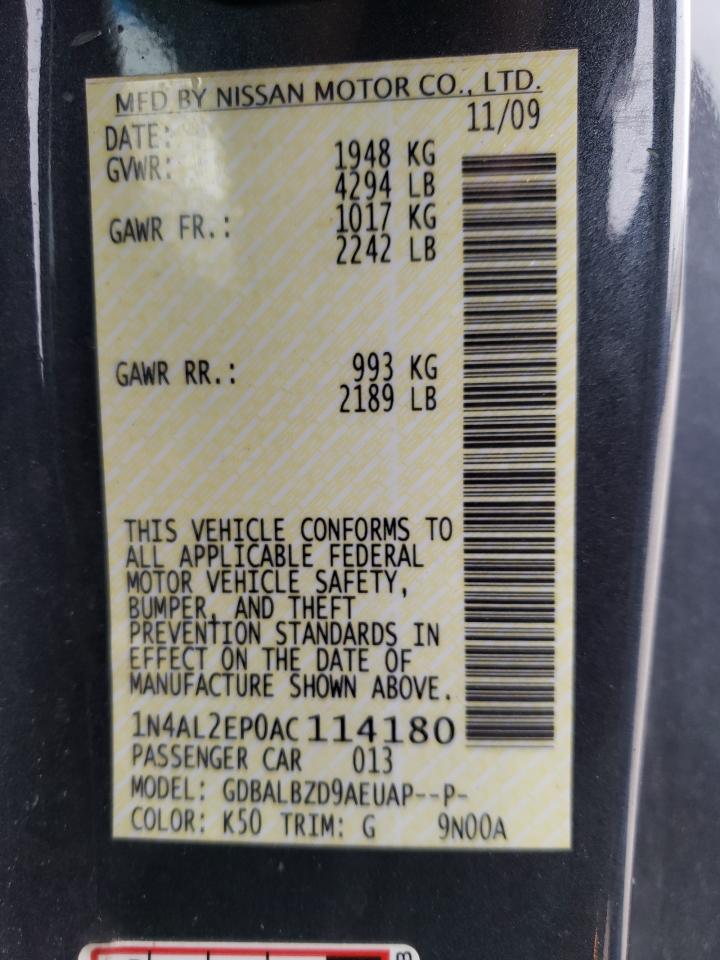 MFD BY NISSAN MOTOR CO., LTD.
DATE: 11/09
GVWR: 1948 KG
4294 LB
GAWR FR.: 1017 KG
2242 LB
GAWR RR.: 993 KG
2189 LB
THIS VEHICLE CONFORMS TO
ALL APPLICABLE FEDERAL
MOTOR VEHICLE SAFETY,
BUMPER, AND THEFT
PREVENTION STANDARDS IN
EFFECT ON THE DATE OF
MANUFACTURE SHOWN ABOVE.
1N4AL2EP0AC114180
PASSENGER CAR 013
MODEL: GDBALBZD9AEUAP--P-
COLOR: K50 TRIM: G 9N00A